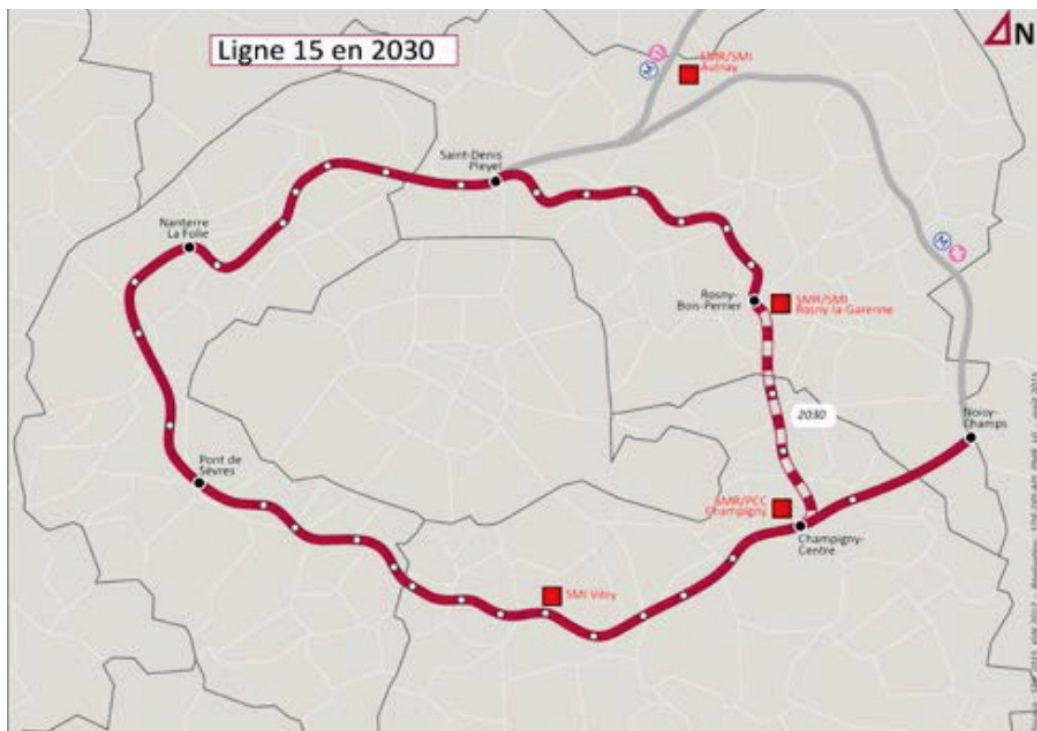 Ligne 15 en 2030
N
SMR/SMI
Aulnay
M
Saint-Denis
Pleyel
Nanterre
La Folie
M
Rosny-
Bois-Perrier
SMR/SMI
Rosny-la-Garenne
2030
Noisy-
Champs
Pont de
Sèvres
SMR/PCC
Champigny
Champigny-
Centre
SMI Vitry